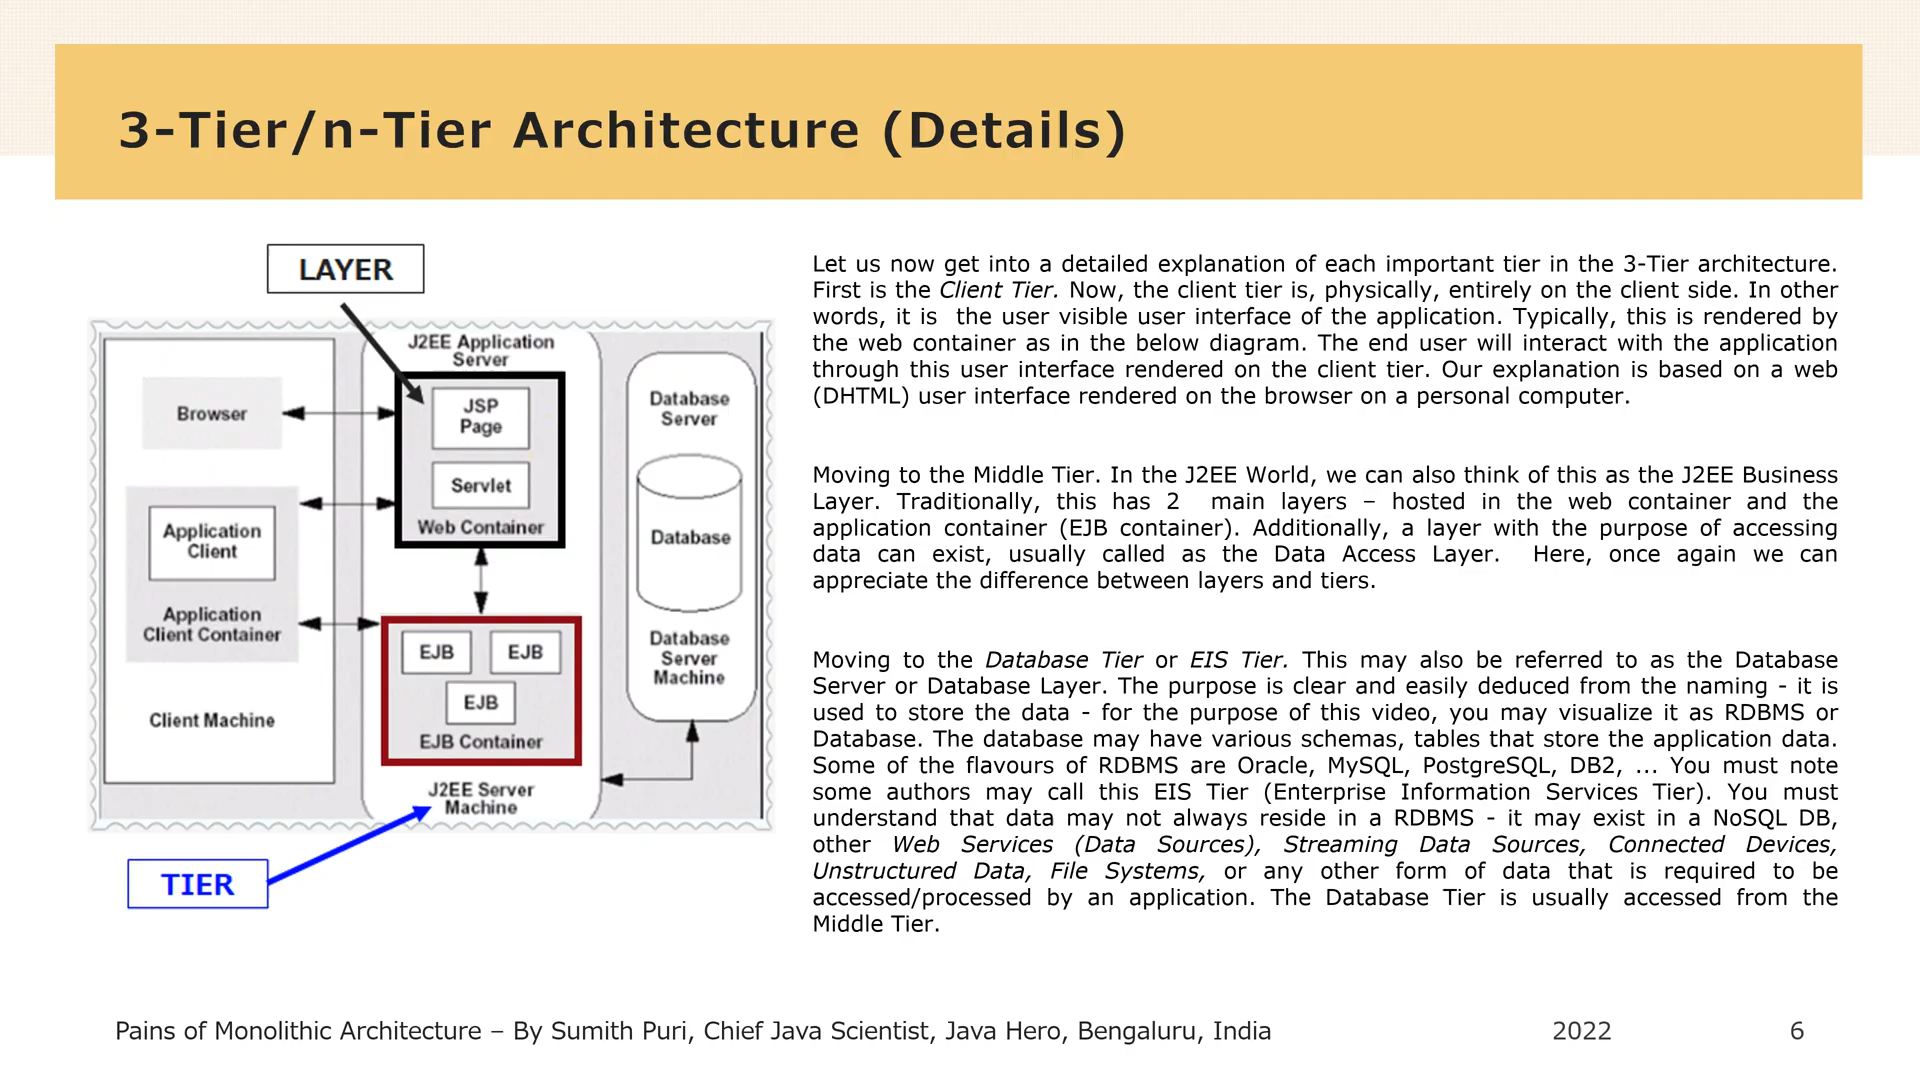 3-Tier/n-Tier Architecture (Details)
LAYER
J2EE Application
Server
Browser
JSP
Page
Servlet
Web Container
Application
Client
Application
Client Container
Client Machine
EJB
EJB
EJB
EJB Container
J2EE Server
Machine
Database
Server
Database
Database
Server
Machine
TIER
Let us now get into a detailed explanation of each important tier in the 3-Tier architecture.
First is the Client Tier. Now, the client tier is, physically, entirely on the client side. In other
words, it is the user visible user interface of the application. Typically, this is rendered by
the web container as in the below diagram. The end user will interact with the application
through this user interface rendered on the client tier. Our explanation is based on a web
(DHTML) user interface rendered on the browser on a personal computer.
Moving to the Middle Tier. In the J2EE World, we can also think of this as the J2EE Business
Layer. Traditionally, this has 2 main layers – hosted in the web container and the
application container (EJB container). Additionally, a layer with the purpose of accessing
data can exist, usually called as the Data Access Layer. Here, once again we can
appreciate the difference between layers and tiers.
Moving to the Database Tier or EIS Tier. This may also be referred to as the Database
Server or Database Layer. The purpose is clear and easily deduced from the naming - it is
used to store the data - for the purpose of this video, you may visualize it as RDBMS or
Database. The database may have various schemas, tables that store the application data.
Some of the flavours of RDBMS are Oracle, MySQL, PostgreSQL, DB2, ... You must note
some authors may call this EIS Tier (Enterprise Information Services Tier). You must
understand that data may not always reside in a RDBMS - it may exist in a NoSQL DB,
other Web Services (Data Sources), Streaming Data Sources, Connected Devices,
Unstructured Data, File Systems, or any other form of data that is required to be
accessed/processed by an application. The Database Tier is usually accessed from the
Middle Tier.
Pains of Monolithic Architecture – By Sumith Puri, Chief Java Scientist, Java Hero, Bengaluru, India
2022
6